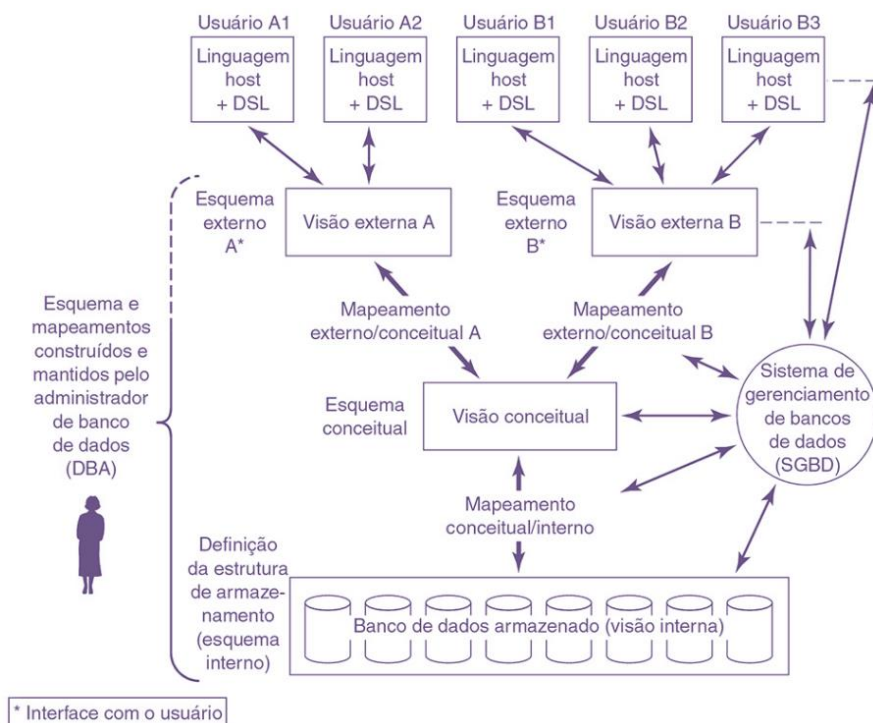 Usuário A1
Usuário A2
Usuário B1
Usuário B2
Usuário B3
Linguagem
host
+ DSL
Linguagem
host
+ DSL
Linguagem
host
+ DSL
Linguagem
host
+ DSL
Linguagem
host
+ DSL
Esquema
externo
A*
Visão externa A
Esquema
externo
B*
Visão externa B
Esquema e
mapeamentos
construídos e
mantidos pelo
administrador
de banco
de dados
(DBA)
Mapeamento
externo/conceitual A
Mapeamento
externo/conceitual B
Esquema
conceitual
Visão conceitual
Sistema de
gerenciamento
de bancos
de dados
(SGBD)
Mapeamento
conceitual/interno
Definição
da estrutura
de armaze-
namento
(esquema
interno)
Banco de dados armazenado (visão interna)
* Interface com o usuário